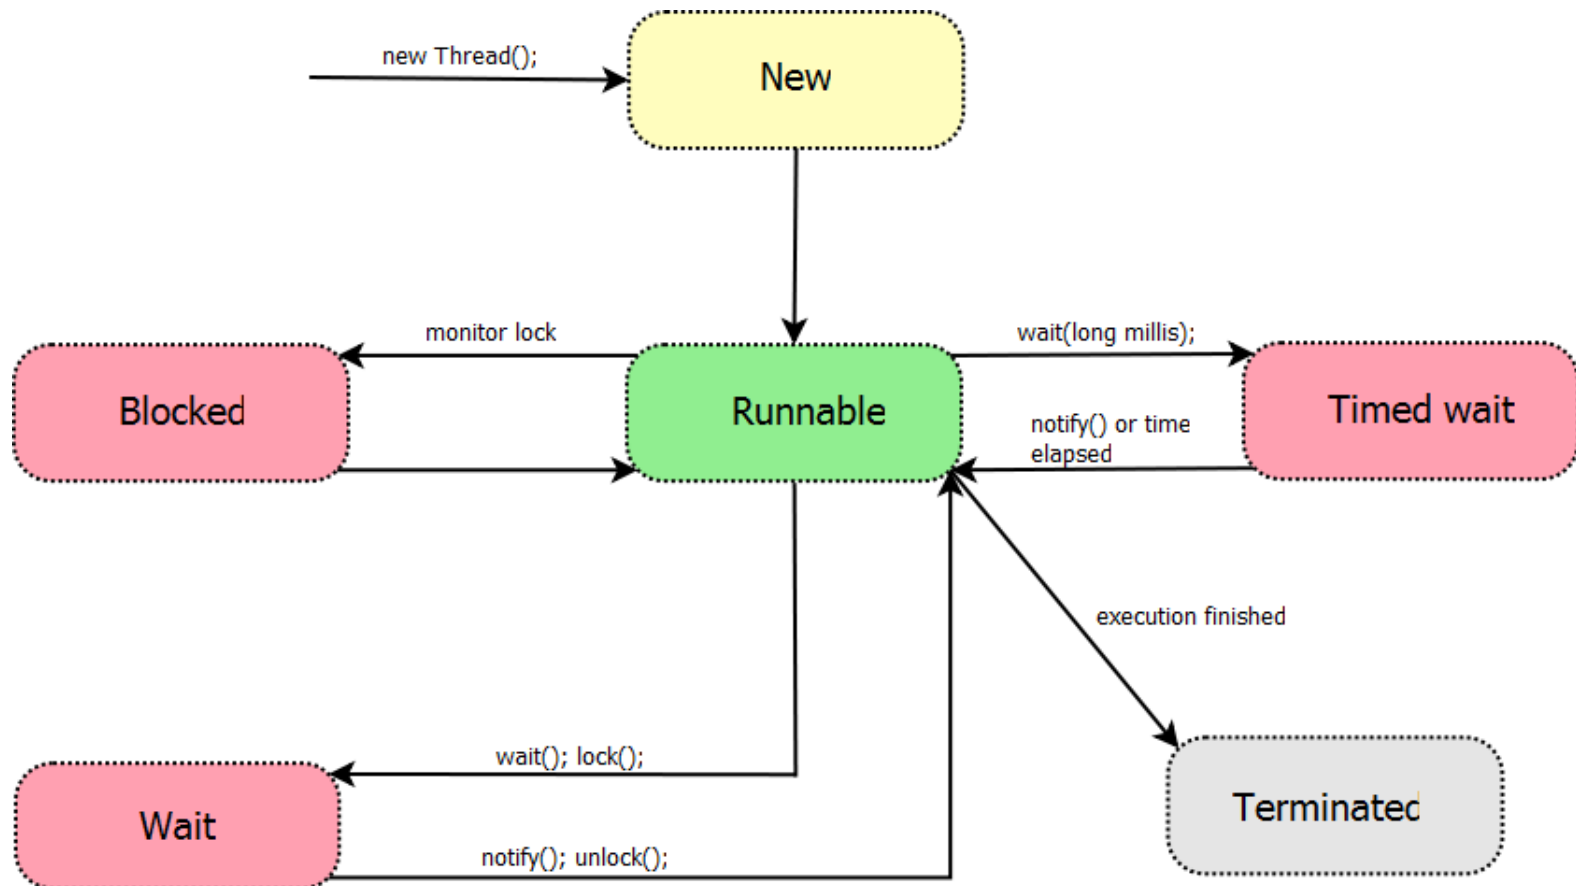 new Thread();
New
monitor lock
wait(long millis);
Blocked
Runnable
Timed wait
notify() or time
elapsed
execution finished
wait(); lock();
Wait
Terminated
notify(); unlock();